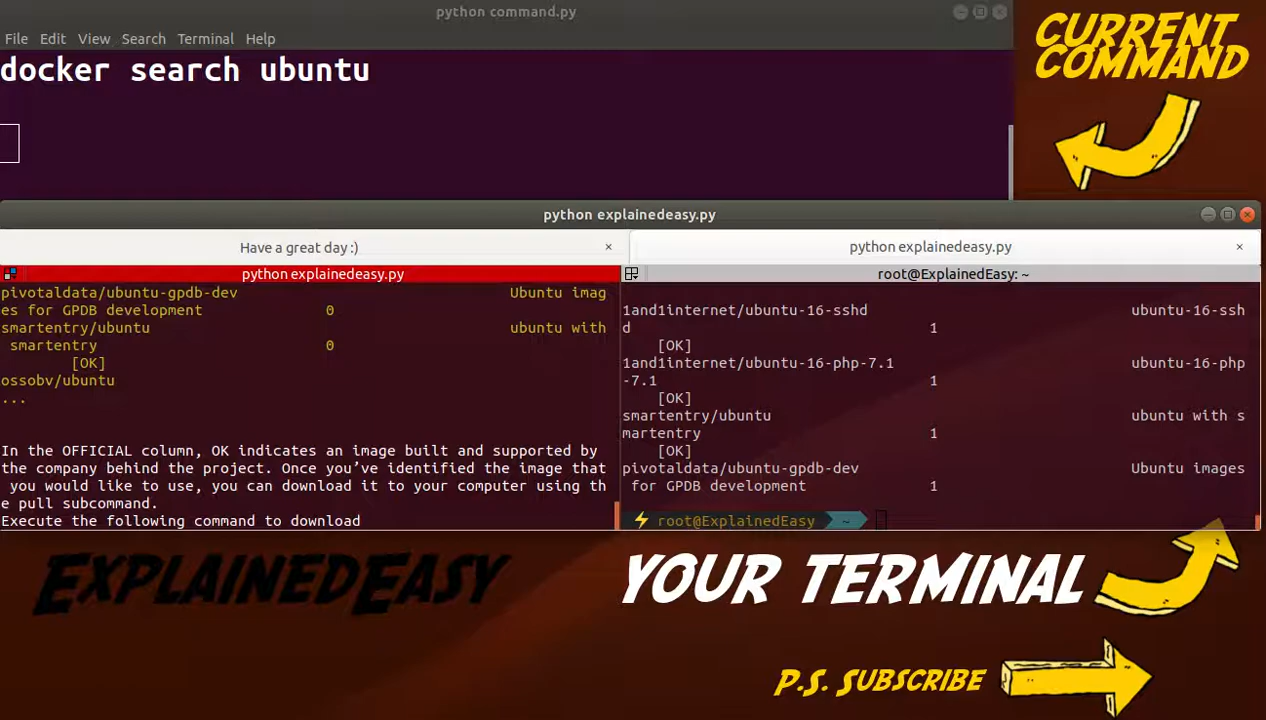 python command.py
File Edit View Search Terminal Help
docker search ubuntu
CURRENT
COMMAND
python explainedeasy.py
Have a great day :)
python explainedeasy.py
python explainedeasy.py
pivotaldata/ubuntu-gpdb-dev Ubuntu imag
es for GPDB development 0
smartentry/ubuntu ubuntu with
smartentry 0
[OK]
ossobv/ubuntu
...
In the OFFICIAL column, OK indicates an image built and supported by
the company behind the project. Once you’ve identified the image that
you would like to use, you can download it to your computer using th
e pull subcommand.
Execute the following command to download
root@ExplainedEasy: ~
1and1internet/ubuntu-16-sshd ubuntu-16-ssh
d 1
[OK]
1and1internet/ubuntu-16-php-7.1 ubuntu-16-php
-7.1 1
[OK]
smartentry/ubuntu ubuntu with s
martentry 1
[OK]
pivotaldata/ubuntu-gpdb-dev Ubuntu images
for GPDB development 1
root@ExplainedEasy ~
EXPLAINEDEASY
YOUR TERMINAL
P.S. SUBSCRIBE